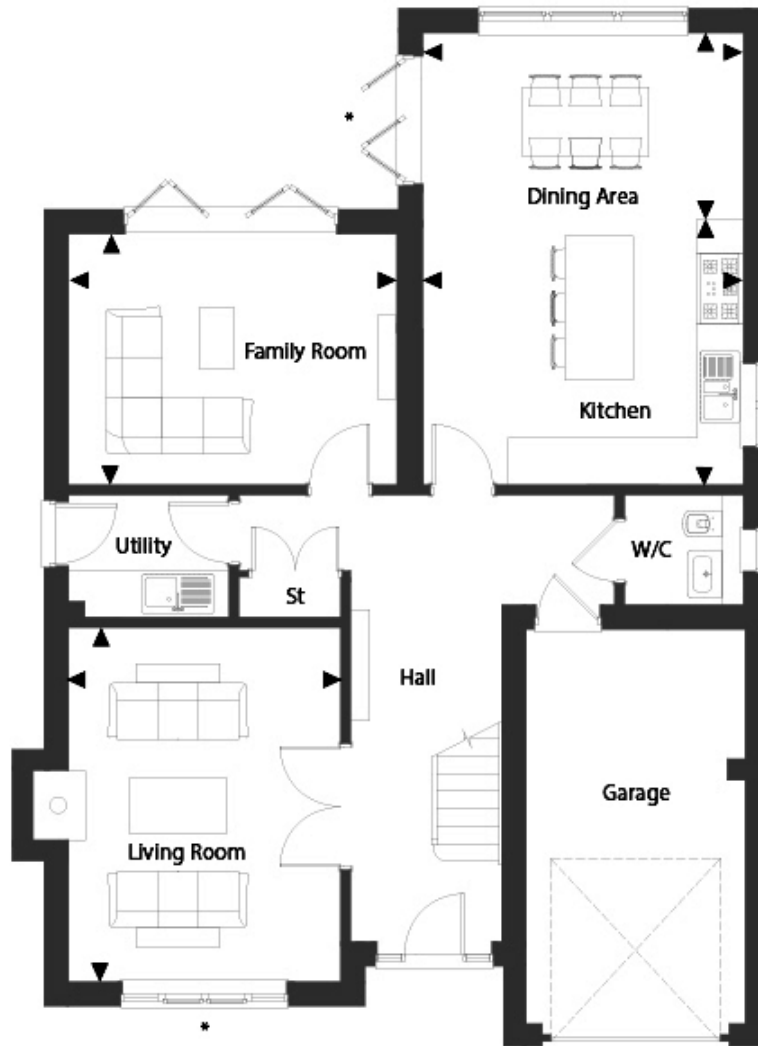 *
Dining Area
Family Room
Kitchen
Utility
W/C
St
Hall
Garage
Living Room
*